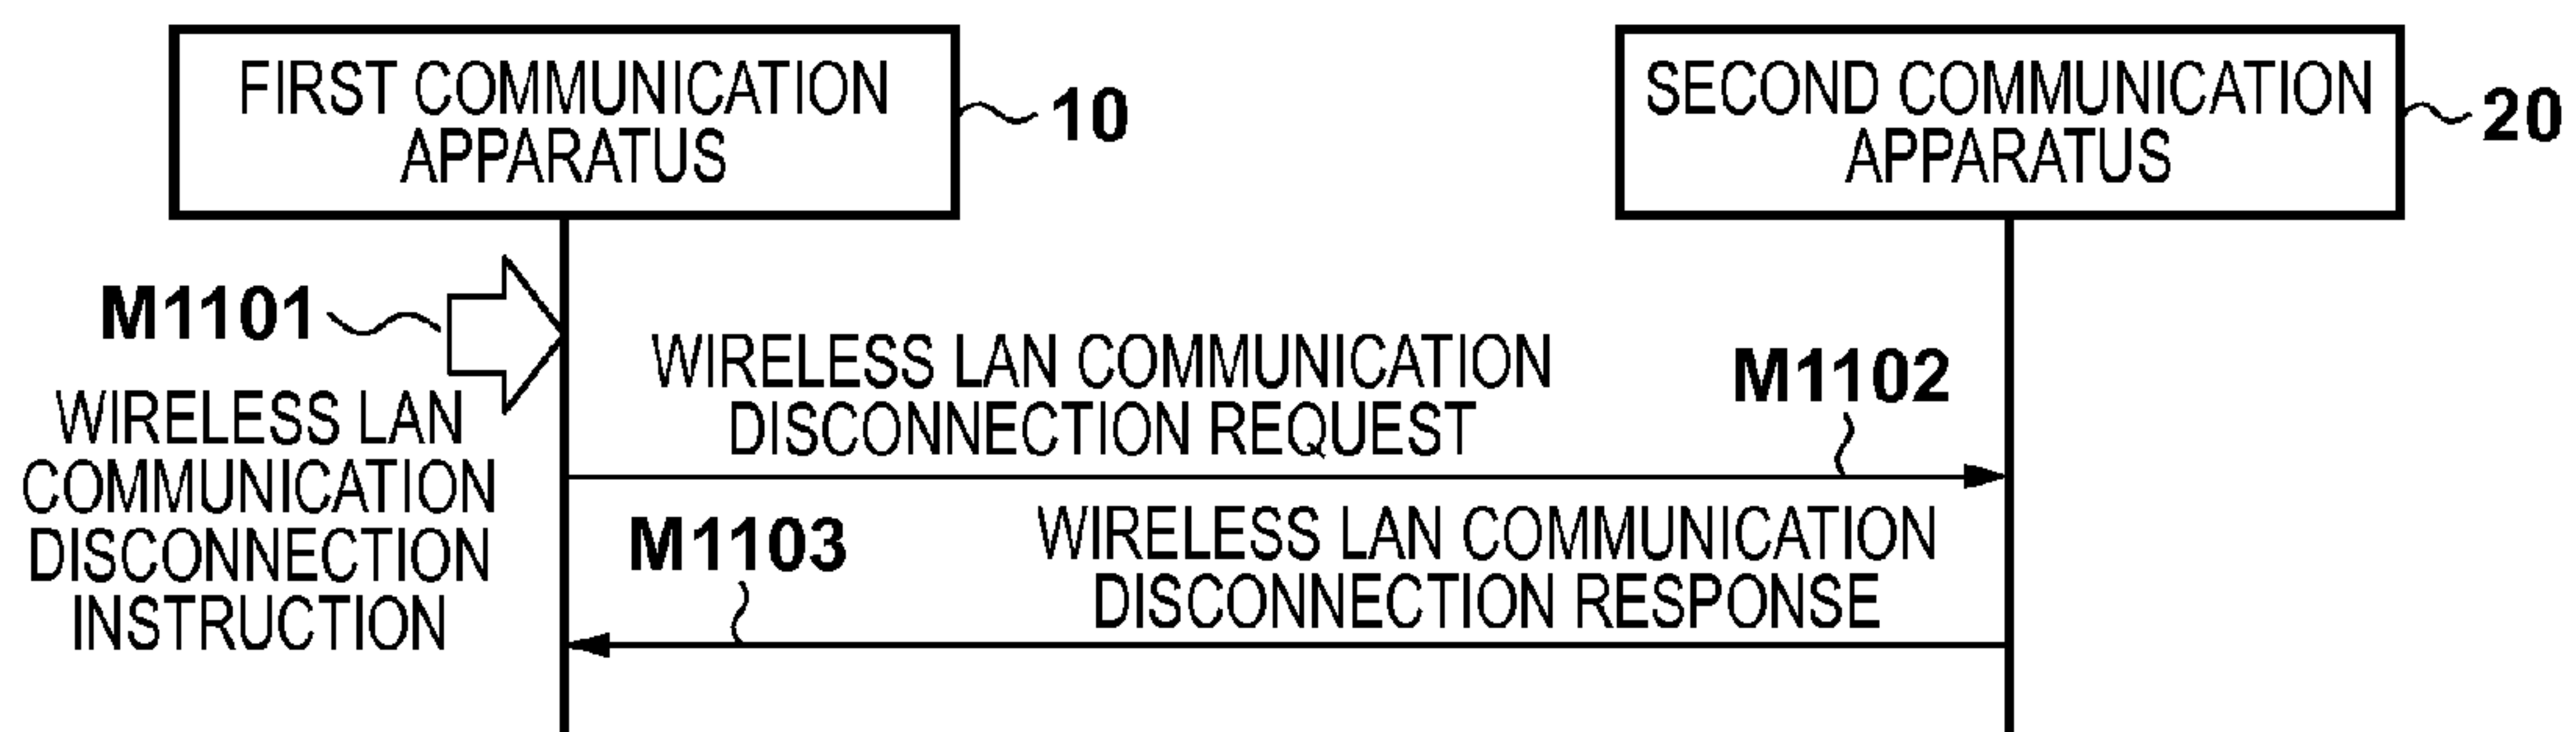 FIRST COMMUNICATION
APPARATUS
10
SECOND COMMUNICATION
APPARATUS
20
M1101
WIRELESS LAN
COMMUNICATION
DISCONNECTION
INSTRUCTION
WIRELESS LAN COMMUNICATION
DISCONNECTION REQUEST
M1102
M1103
WIRELESS LAN COMMUNICATION
DISCONNECTION RESPONSE